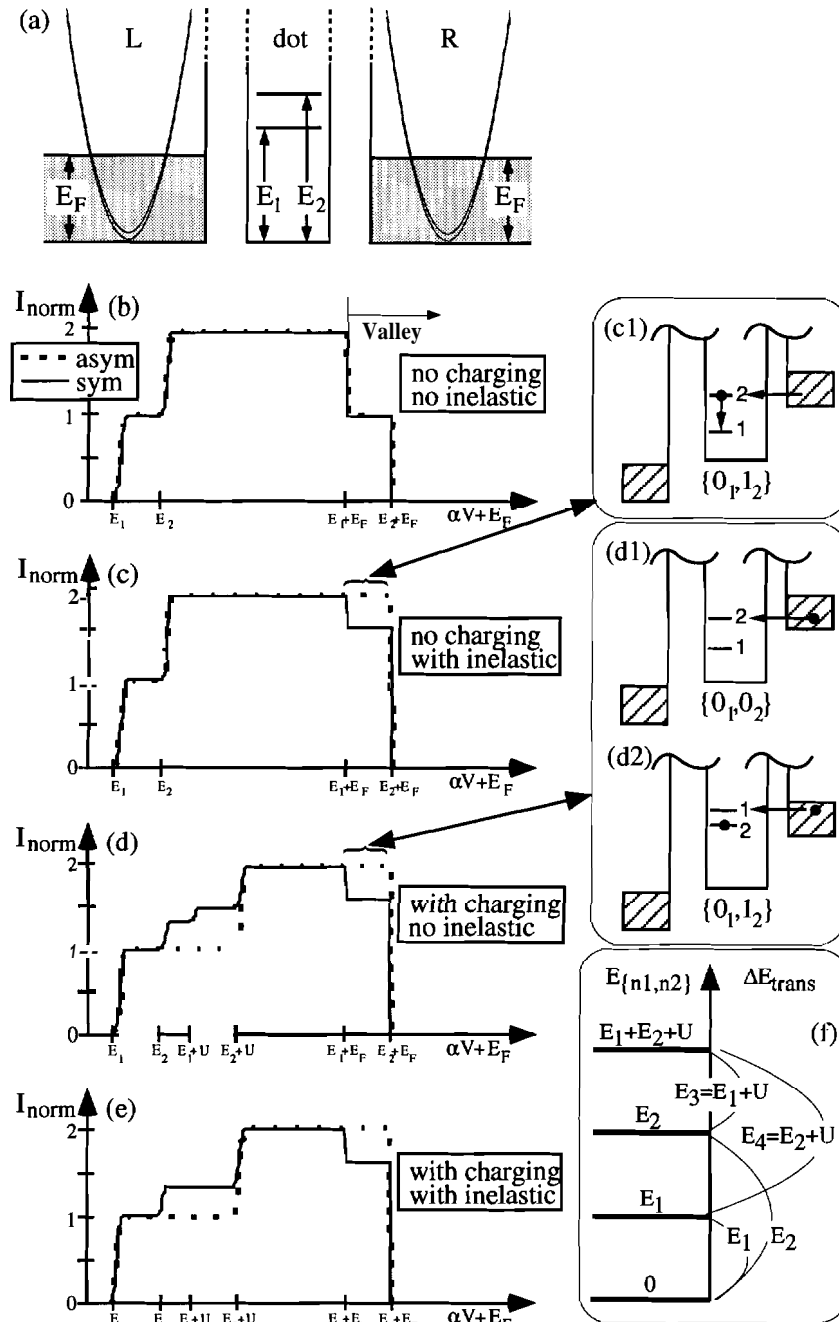 (a)
L
dot
R
E_F
E_1
E_2
E_F
I_norm
(b)
Valley
2
asym
sym
no charging
no inelastic
1
0
E_1
E_2
E_1+E_F
E_2+E_F
αV+E_F
(c1)
2
1
{0_1,1_2}
I_norm
(c)
2
no charging
with inelastic
1
0
E_1
E_2
E_1+E_F
E_2+E_F
αV+E_F
(d1)
2
1
{0_1,0_2}
(d2)
1
2
{0_1,1_2}
I_norm
(d)
2
with charging
no inelastic
1
0
E_1
E_2
E_1+U
E_2+U
E_1+E_F
E_2+E_F
αV+E_F
I_norm
(e)
2
with charging
with inelastic
1
0
αV+E_F
E_{n1,n2}
ΔE_trans
(f)
E_1+E_2+U
E_3=E_1+U
E_2
E_4=E_2+U
E_1
E_1
E_2
0